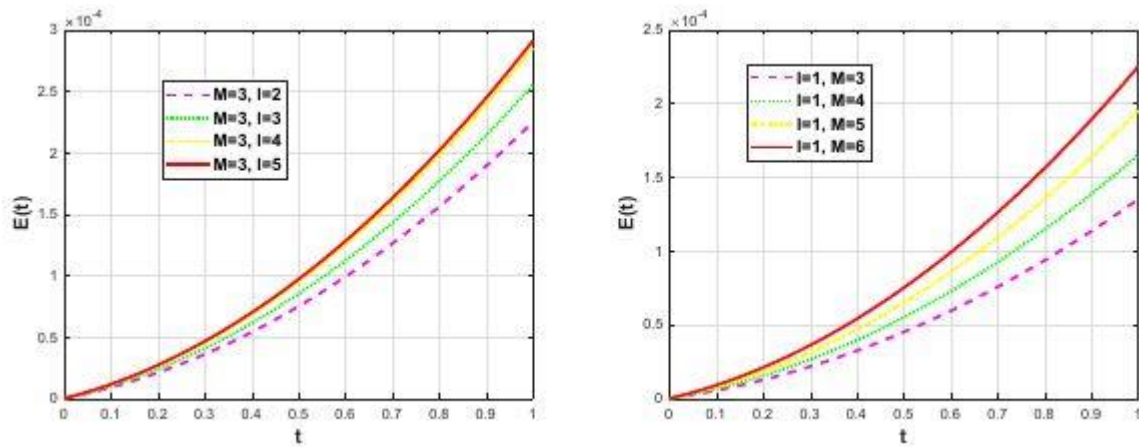 ×10⁻⁴
3
2.5
2
1.5
1
0.5
0
E(t)
M=3, I=2
M=3, I=3
M=3, I=4
M=3, I=5
0 0.1 0.2 0.3 0.4 0.5 0.6 0.7 0.8 0.9 1
t
×10⁻⁴
2.5
2
1.5
1
0.5
0
E(t)
I=1, M=3
I=1, M=4
I=1, M=5
I=1, M=6
0 0.1 0.2 0.3 0.4 0.5 0.6 0.7 0.8 0.9 1
t